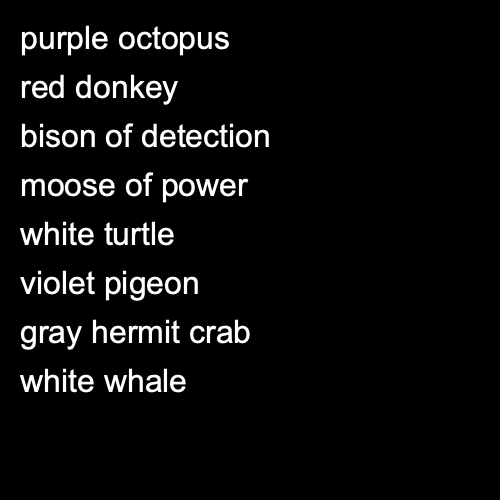 purple octopus
red donkey
bison of detection
moose of power
white turtle
violet pigeon
gray hermit crab
white whale